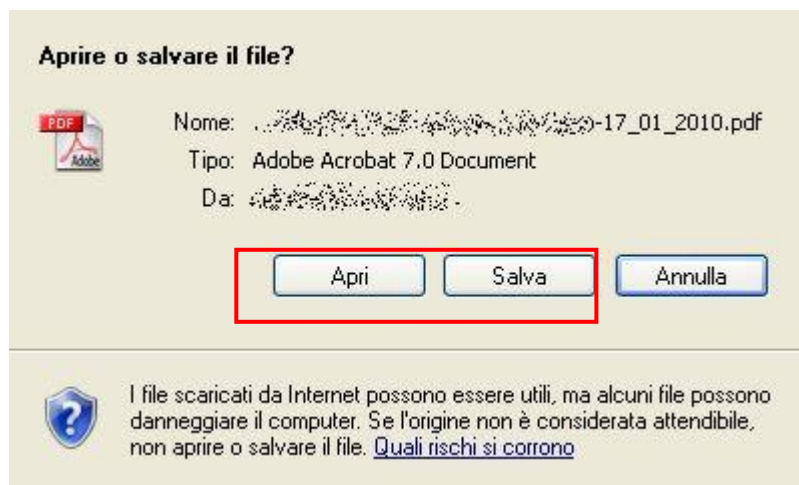 Aprire o salvare il file?
PDF
Adobe
Nome: -17_01_2010.pdf
Tipo: Adobe Acrobat 7.0 Document
Da:
Apri Salva Annulla
I file scaricati da Internet possono essere utili, ma alcuni file possono
danneggiare il computer. Se l'origine non è considerata attendibile,
non aprire o salvare il file. Quali rischi si corrono